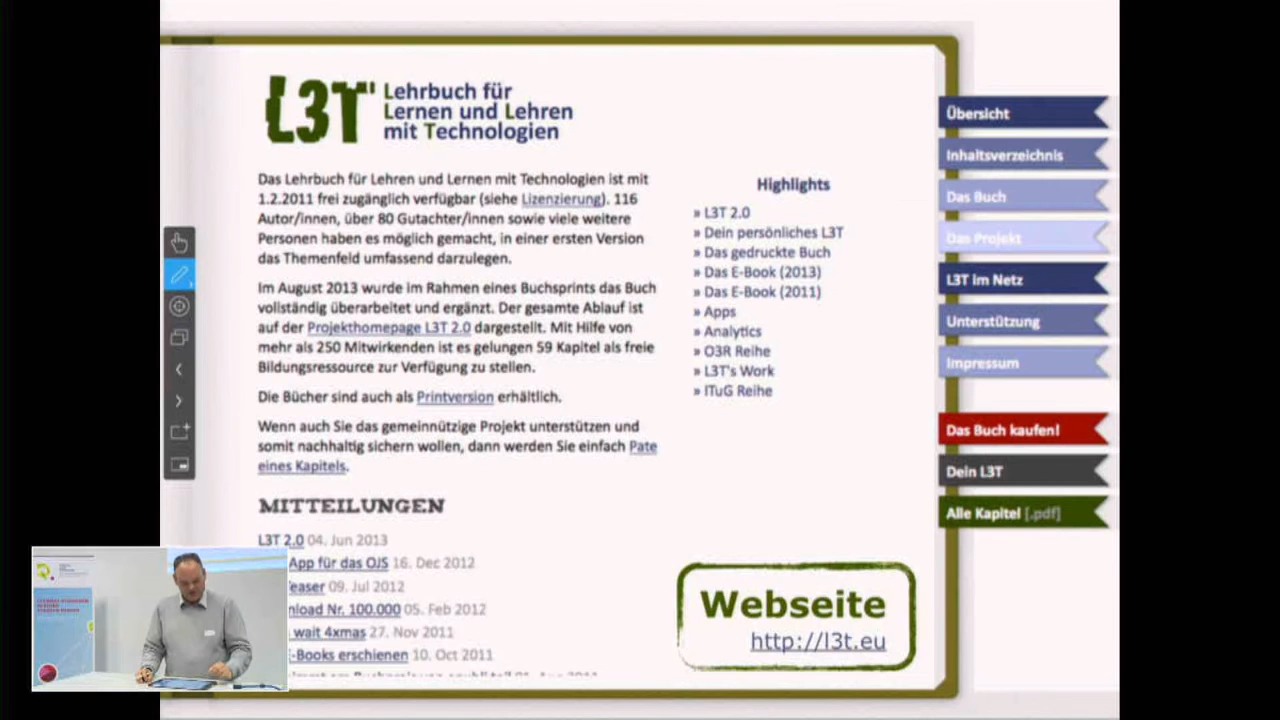 L3T'
Lehrbuch für
Lernen und Lehren
mit Technologien
Das Lehrbuch für Lehren und Lernen mit Technologien ist mit
1.2.2011 frei zugänglich verfügbar (siehe Lizenzierung). 116
Autor/innen, über 80 Gutachter/innen sowie viele weitere
Personen haben es möglich gemacht, in einer ersten Version
das Themenfeld umfassend darzulegen.
Im August 2013 wurde im Rahmen eines Buchsprints das Buch
vollständig überarbeitet und ergänzt. Der gesamte Ablauf ist
auf der Projekthomepage L3T 2.0 dargestellt. Mit Hilfe von
mehr als 250 Mitwirkenden ist es gelungen 59 Kapitel als freie
Bildungsressource zur Verfügung zu stellen.
Die Bücher sind auch als Printversion erhältlich.
Wenn auch Sie das gemeinnützige Projekt unterstützen und
somit nachhaltig sichern wollen, dann werden Sie einfach Pate
eines Kapitels.
MITTEILUNGEN
L3T 2.0 04. Jun 2013
App für das OJS 16. Dec 2012
Teaser 09. Jul 2012
nload Nr. 100.000 05. Feb 2012
wait 4xmas 27. Nov 2011
E-Books erschienen 10. Oct 2011
Highlights
» L3T 2.0
» Dein persönliches L3T
» Das gedruckte Buch
» Das E-Book (2013)
» Das E-Book (2011)
» Apps
» Analytics
» O3R Reihe
» L3T's Work
» ITuG Reihe
Übersicht
Inhaltsverzeichnis
Das Buch
Das Projekt
L3T im Netz
Unterstützung
Impressum
Das Buch kaufen!
Dein L3T
Alle Kapitel [.pdf]
Webseite
http://l3t.eu